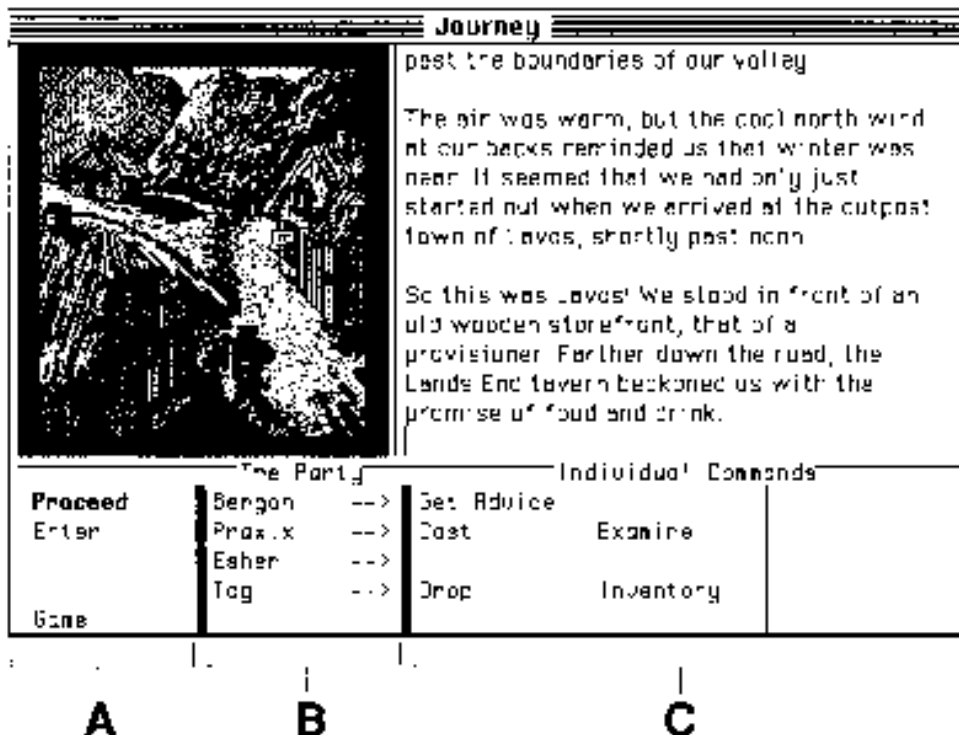 Journey
past the boundaries of our valley
The air was warm, but the cool north wind
at our backs reminded us that winter was
near. It seemed that we had only just
started out when we arrived at the outpost
town of Lavos, shortly past noon
So this was Lavos! We stood in front of an
old wooden storefront, that of a
provisioner. Farther down the road, the
Lands End tavern beckoned us with the
promise of food and drink.
The Party Individual Commands
Proceed Bergon --> Get Advice
Enter Praxix --> Cast Examine
Esher -->
Tag --> Drop Inventory
Game
A B C